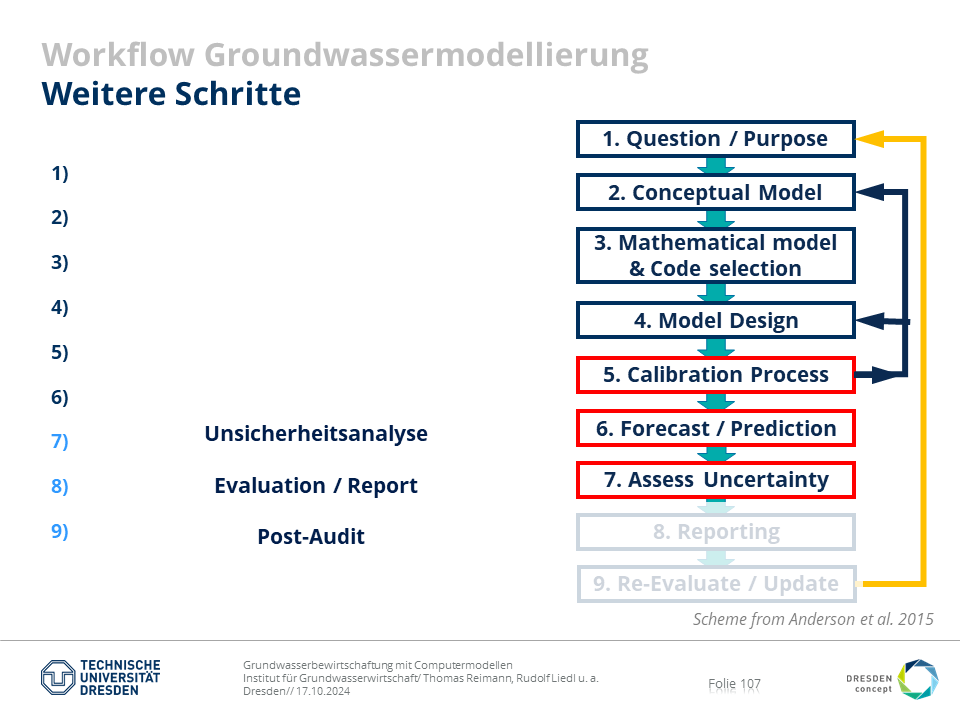 Workflow Groundwassermodellierung
Weitere Schritte
1)
2)
3)
4)
5)
6)
7)
8)
9)
Unsicherheitsanalyse
Evaluation / Report
Post-Audit
1. Question / Purpose
2. Conceptual Model
3. Mathematical model
& Code selection
4. Model Design
5. Calibration Process
6. Forecast / Prediction
7. Assess Uncertainty
8. Reporting
9. Re-Evaluate / Update
Scheme from Anderson et al. 2015
TECHNISCHE
UNIVERSITÄT
DRESDEN
Grundwasserbewirtschaftung mit Computermodellen
Institut für Grundwasserwirtschaft/ Thomas Reimann, Rudolf Liedl u. a.
Dresden// 17.10.2024
Folie 107
DRESDEN
concept